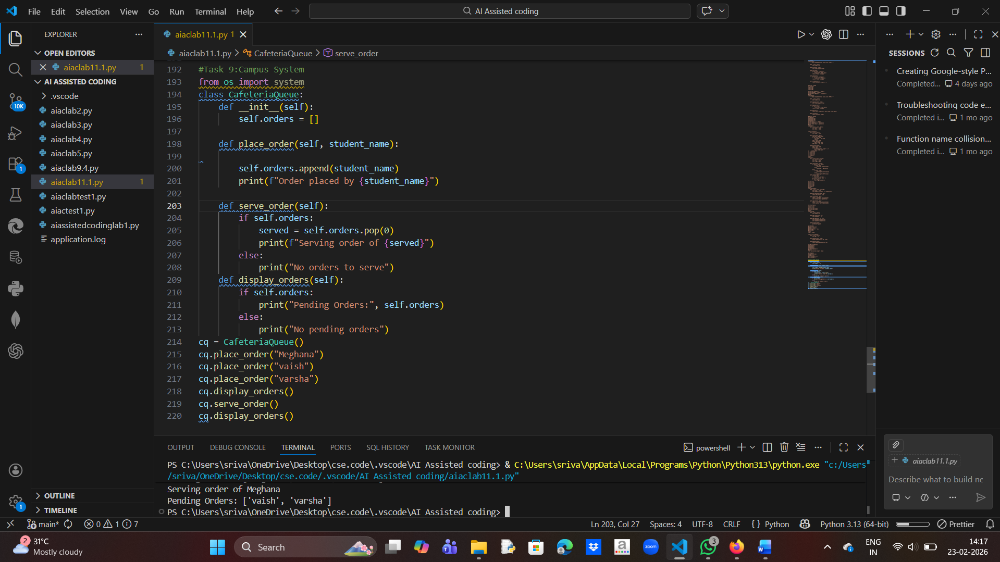 File Edit Selection View Go Run Terminal Help
AI Assisted coding
EXPLORER
OPEN EDITORS
aiaclab11.1.py 1
AI ASSISTED CODING
.vscode
aiaclab2.py
aiaclab3.py
aiaclab4.py
aiaclab5.py
aiaclab9.4.py
aiaclab11.1.py 1
aiaclabtest1.py
aiactest1.py
aiassistedcodinglab1.py
application.log
OUTLINE
TIMELINE
10K
1
1
aiaclab11.1.py 1
aiaclab11.1.py > CafeteriaQueue > serve_order
192 #Task 9:Campus System
193 from os import system
194 class CafeteriaQueue:
195     def __init__(self):
196         self.orders = []
197
198     def place_order(self, student_name):
199
200         self.orders.append(student_name)
201         print(f"Order placed by {student_name}")
202
203     def serve_order(self):
204         if self.orders:
205             served = self.orders.pop(0)
206             print(f"Serving order of {served}")
207         else:
208             print("No orders to serve")
209     def display_orders(self):
210         if self.orders:
211             print("Pending Orders:", self.orders)
212         else:
213             print("No pending orders")
214 cq = CafeteriaQueue()
215 cq.place_order("Meghana")
216 cq.place_order("vaish")
217 cq.place_order("varsha")
218 cq.display_orders()
219 cq.serve_order()
220 cq.display_orders()
OUTPUT DEBUG CONSOLE TERMINAL PORTS SQL HISTORY TASK MONITOR
powershell
PS C:\Users\sriva\OneDrive\Desktop\cse.code\.vscode\AI Assisted coding> & C:\Users\sriva\AppData\Local\Programs\Python\Python313\python.exe "c:/Users
/sriva/OneDrive/Desktop/cse.code/.vscode/AI Assisted coding/aiaclab11.1.py"
Serving order of Meghana
Pending Orders: ['vaish', 'varsha']
PS C:\Users\sriva\OneDrive\Desktop\cse.code\.vscode\AI Assisted coding>
SESSIONS
Creating Google-style P...
Completed... 4 days ago
Troubleshooting code e...
Completed i... 1 mo ago
Function name collision...
Completed i... 1 mo ago
aiaclab11.1.py
Describe what to build ne
main* 0 1 7
Ln 203, Col 27 Spaces: 4 UTF-8 CRLF {} Python Python 3.13 (64-bit) Prettier
2
31°C
Mostly cloudy
Search
zoom
3
ENG
IN
14:17
23-02-2026